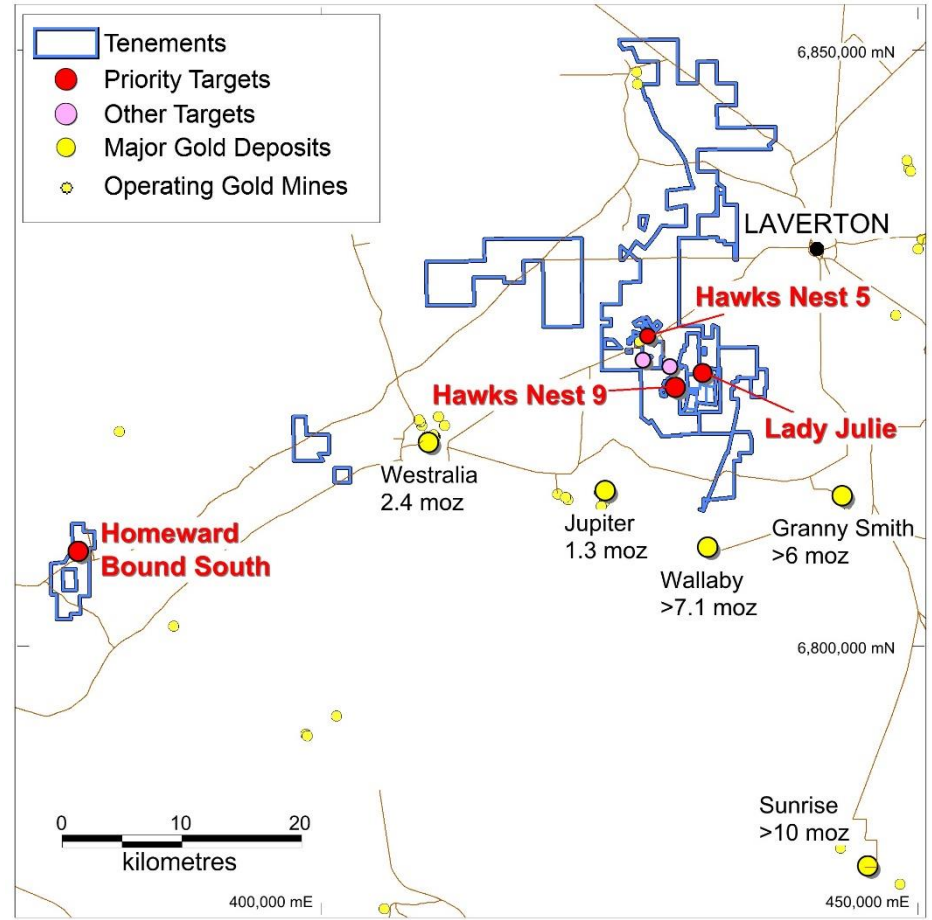 Tenements
Priority Targets
Other Targets
Major Gold Deposits
Operating Gold Mines
6,850,000 mN
LAVERTON
Hawks Nest 5
Hawks Nest 9
Lady Julie
Westralia
2.4 moz
Jupiter
1.3 moz
Granny Smith
>6 moz
Wallaby
>7.1 moz
Homeward
Bound South
6,800,000 mN
Sunrise
>10 moz
0 10 20
kilometres
400,000 mE
450,000 mE